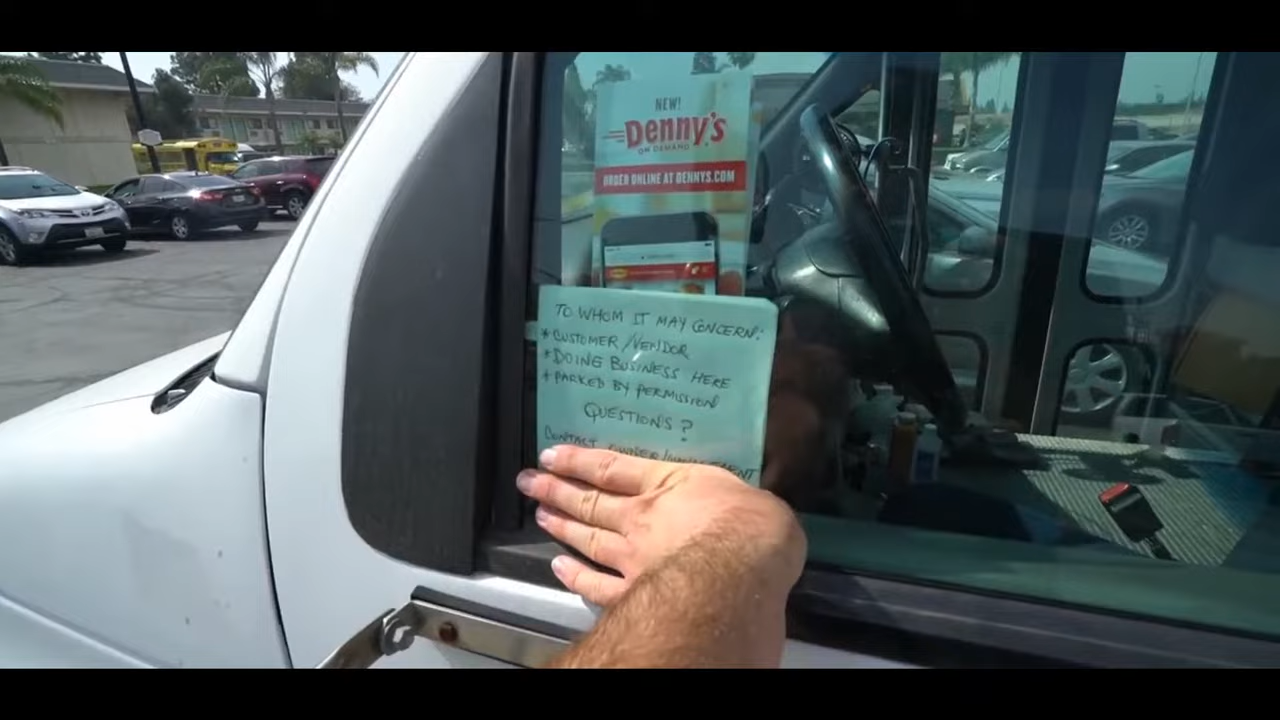 NEW!
Denny's
ON DEMAND
ORDER ONLINE AT DENNYS.COM
TO WHOM IT MAY CONCERN:
* CUSTOMER / VENDOR
* DOING BUSINESS HERE
* PARKED BY PERMISSION
QUESTIONS?
CONTACT